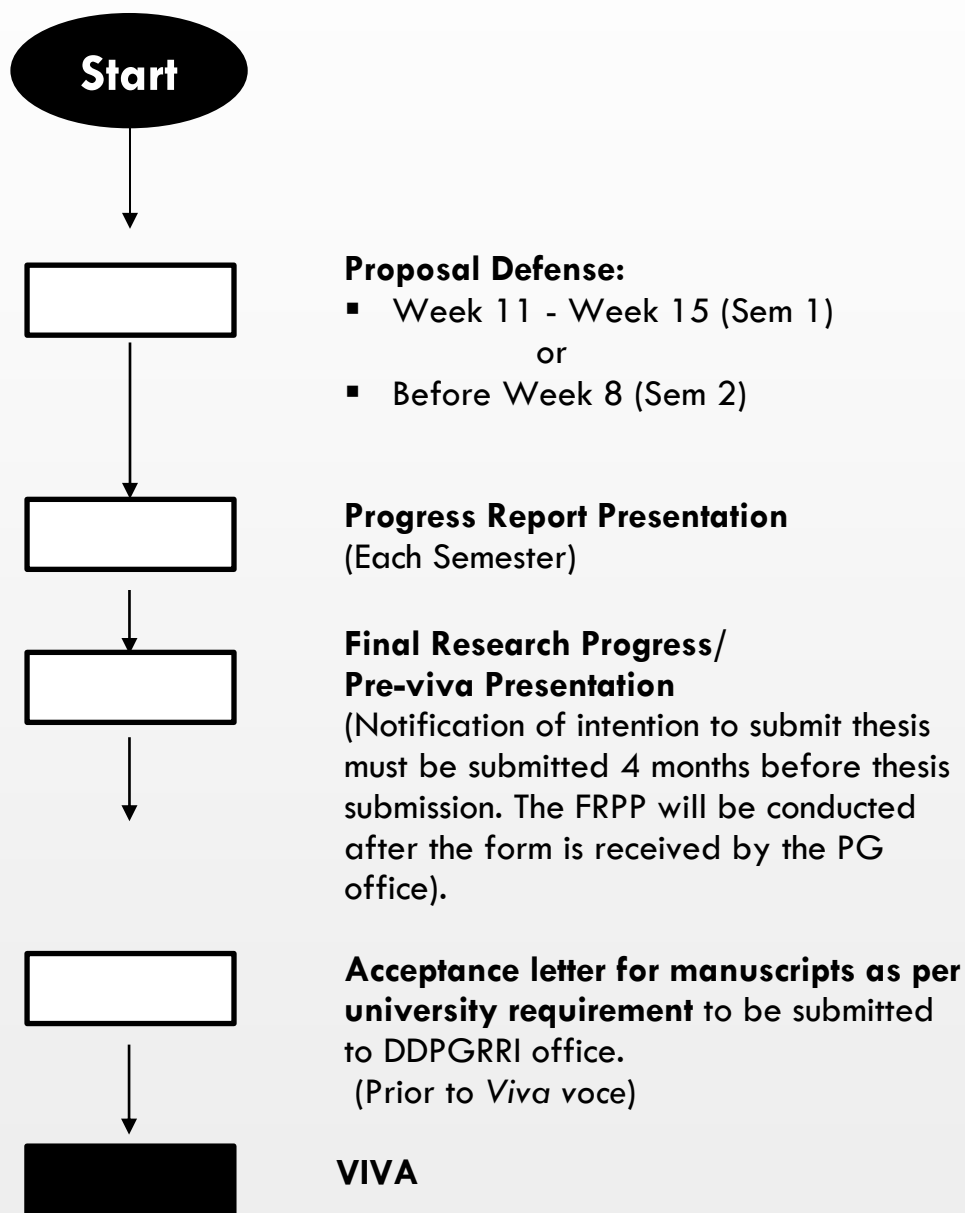 Start
Proposal Defense:
▪ Week 11 - Week 15 (Sem 1)
or
▪ Before Week 8 (Sem 2)
Progress Report Presentation
(Each Semester)
Final Research Progress/
Pre-viva Presentation
(Notification of intention to submit thesis
must be submitted 4 months before thesis
submission. The FRPP will be conducted
after the form is received by the PG
office).
Acceptance letter for manuscripts as per
university requirement to be submitted
to DDPGRRI office.
(Prior to Viva voce)
VIVA